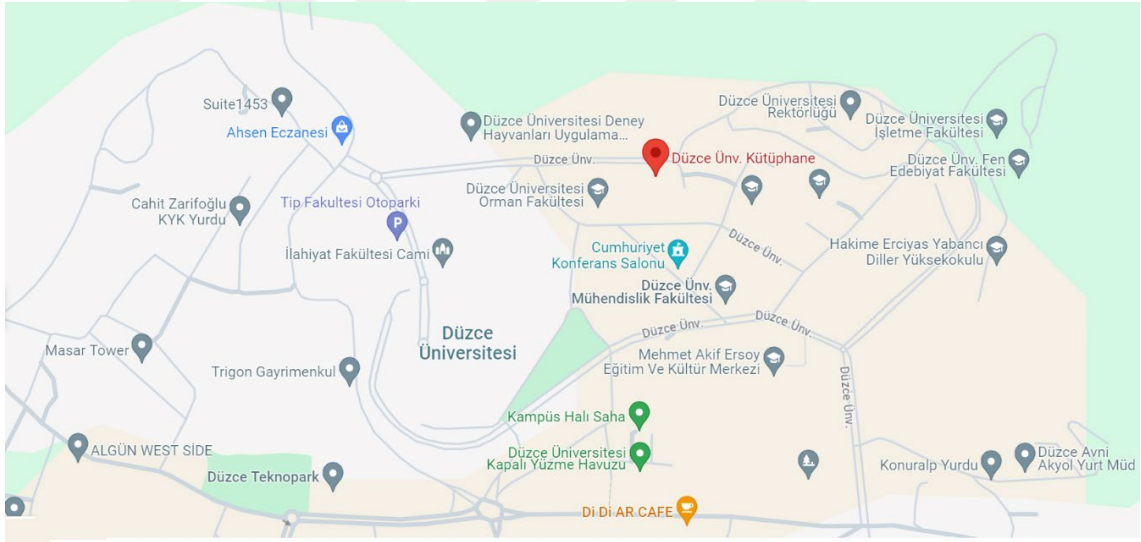 Suite1453
Ahsen Eczanesi
Düzce Üniversitesi Deney
Hayvanları Uygulama...
Düzce Üniversitesi
Rektörlüğü
Düzce Üniversitesi
İşletme Fakültesi
Düzce Ünv.
Düzce Ünv. Kütüphane
Düzce Ünv. Fen
Edebiyat Fakültesi
Cahit Zarifoğlu
KYK Yurdu
Tip Fakultesi Otoparki
P
Düzce Üniversitesi
Orman Fakültesi
İlahiyat Fakültesi Cami
Cumhuriyet
Konferans Salonu
Düzce Ünv.
Hakime Erciyas Yabancı
Diller Yüksekokulu
Düzce Ünv.
Mühendislik Fakültesi
Düzce
Üniversitesi
Düzce Ünv.
Düzce Ünv.
Masar Tower
Trigon Gayrimenkul
Mehmet Akif Ersoy
Eğitim Ve Kültür Merkezi
Düzce Ünv.
Kampüs Halı Saha
ALGÜN WEST SİDE
Düzce Üniversitesi
Kapalı Yüzme Havuzu
Düzce Teknopark
Konuralp Yurdu
Düzce Avni
Akyol Yurt Müd
Di Di AR CAFE